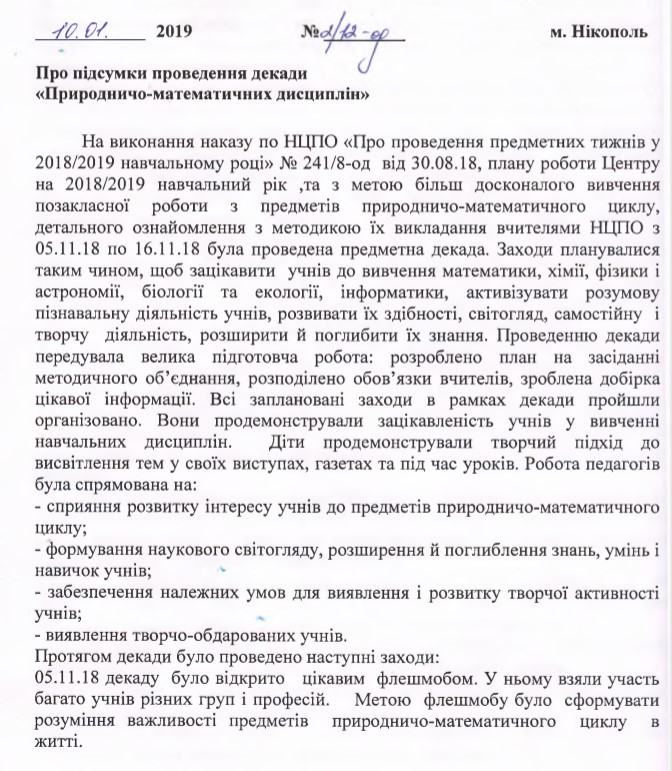 10.01. 2019 № 2/12-од м. Нікополь
Про підсумки проведення декади
«Природничо-математичних дисциплін»
На виконання наказу по НЦПО «Про проведення предметних тижнів у
2018/2019 навчальному році» № 241/8-од від 30.08.18, плану роботи Центру
на 2018/2019 навчальний рік ,та з метою більш досконалого вивчення
позакласної роботи з предметів природничо-математичного циклу,
детального ознайомлення з методикою їх викладання вчителями НЦПО з
05.11.18 по 16.11.18 була проведена предметна декада. Заходи планувалися
таким чином, щоб зацікавити учнів до вивчення математики, хімії, фізики і
астрономії, біології та екології, інформатики, активізувати розумову
пізнавальну діяльність учнів, розвивати їх здібності, світогляд, самостійну і
творчу діяльність, розширити й поглибити їх знання. Проведенню декади
передувала велика підготовча робота: розроблено план на засіданні
методичного об’єднання, розподілено обов’язки вчителів, зроблена добірка
цікавої інформації. Всі заплановані заходи в рамках декади пройшли
організовано. Вони продемонстрували зацікавленість учнів у вивченні
навчальних дисциплін. Діти продемонстрували творчий підхід до
висвітлення тем у своїх виступах, газетах та під час уроків. Робота педагогів
була спрямована на:
- сприяння розвитку інтересу учнів до предметів природничо-математичного
циклу;
- формування наукового світогляду, розширення й поглиблення знань, умінь і
навичок учнів;
- забезпечення належних умов для виявлення і розвитку творчої активності
учнів;
- виявлення творчо-обдарованих учнів.
Протягом декади було проведено наступні заходи:
05.11.18 декаду було відкрито цікавим флешмобом. У ньому взяли участь
багато учнів різних груп і професій. Метою флешмобу було сформувати
розуміння важливості предметів природничо-математичного циклу в
житті.